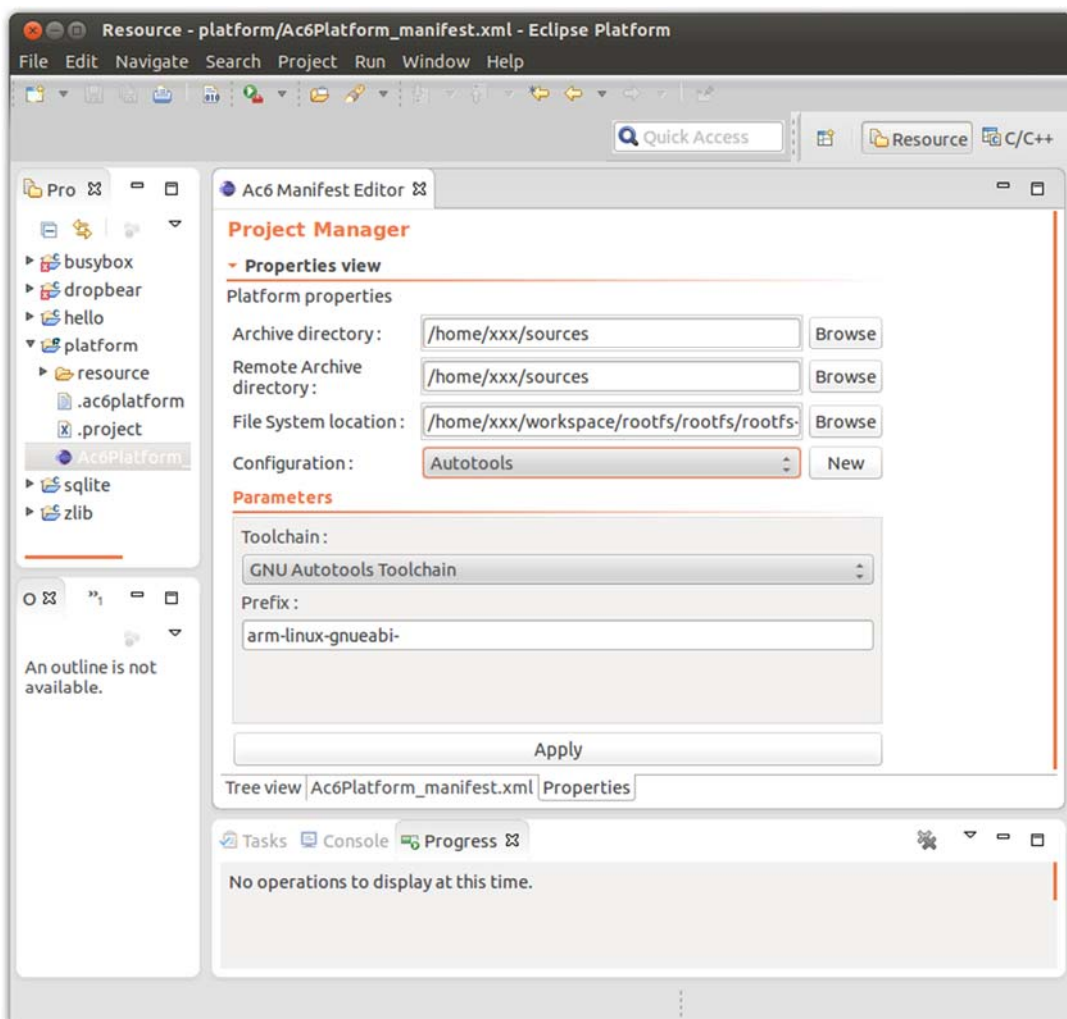 Resource - platform/Ac6Platform_manifest.xml - Eclipse Platform
File Edit Navigate Search Project Run Window Help
Quick Access
Resource
C/C++
Pro
busybox
dropbear
hello
platform
resource
.ac6platform
.project
Ac6Platform_
sqlite
zlib
O
»1
An outline is not
available.
Ac6 Manifest Editor
Project Manager
Properties view
Platform properties
Archive directory : /home/xxx/sources Browse
Remote Archive
directory : /home/xxx/sources Browse
File System location : /home/xxx/workspace/rootfs/rootfs/rootfs- Browse
Configuration : Autotools New
Parameters
Toolchain :
GNU Autotools Toolchain
Prefix :
arm-linux-gnueabi-
Apply
Tree view Ac6Platform_manifest.xml Properties
Tasks Console Progress
No operations to display at this time.